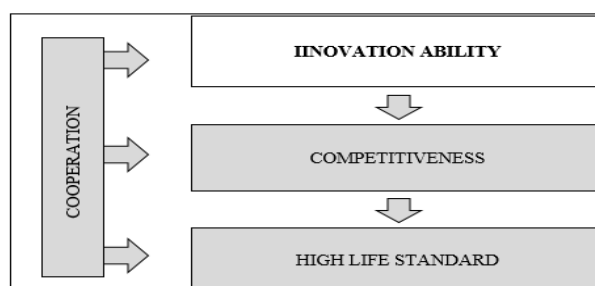 IINOVATION ABILITY
COOPERATION
COMPETITIVENESS
HIGH LIFE STANDARD